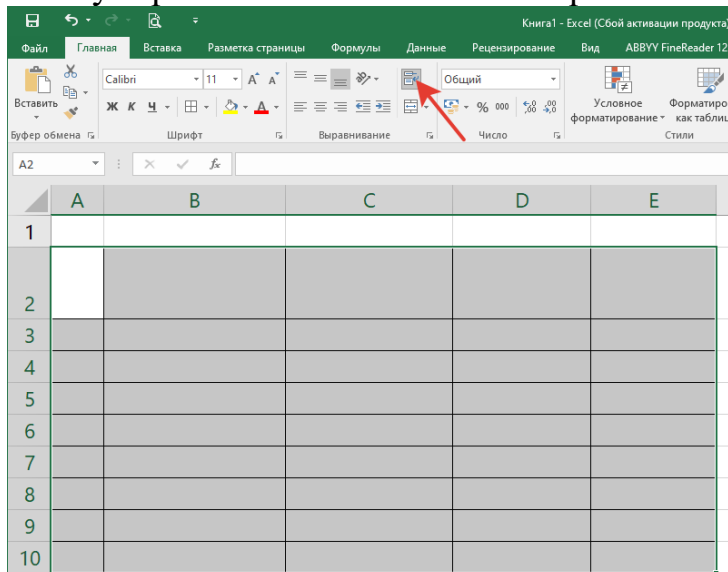 Книга1 - Excel (Сбой активации продукта)
Файл Главная Вставка Разметка страницы Формулы Данные Рецензирование Вид ABBYY FineReader 12
Calibri 11 Общий
Вставить Ж К Ч % 000 Условное форматирование Форматиро как таблиц
Буфер обмена Шрифт Выравнивание Число Стили
A2 fx
A B C D E
1
2
3
4
5
6
7
8
9
10